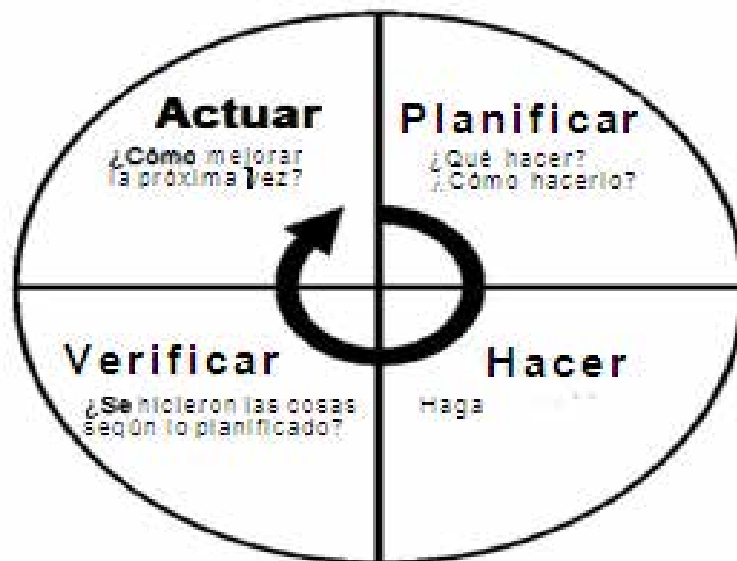 Actuar
¿Cómo mejorar
la próxima vez?
Planificar
¿Qué hacer?
¿Cómo hacerlo?
Verificar
¿Se hicieron las cosas
según lo planificado?
Hacer
Haga